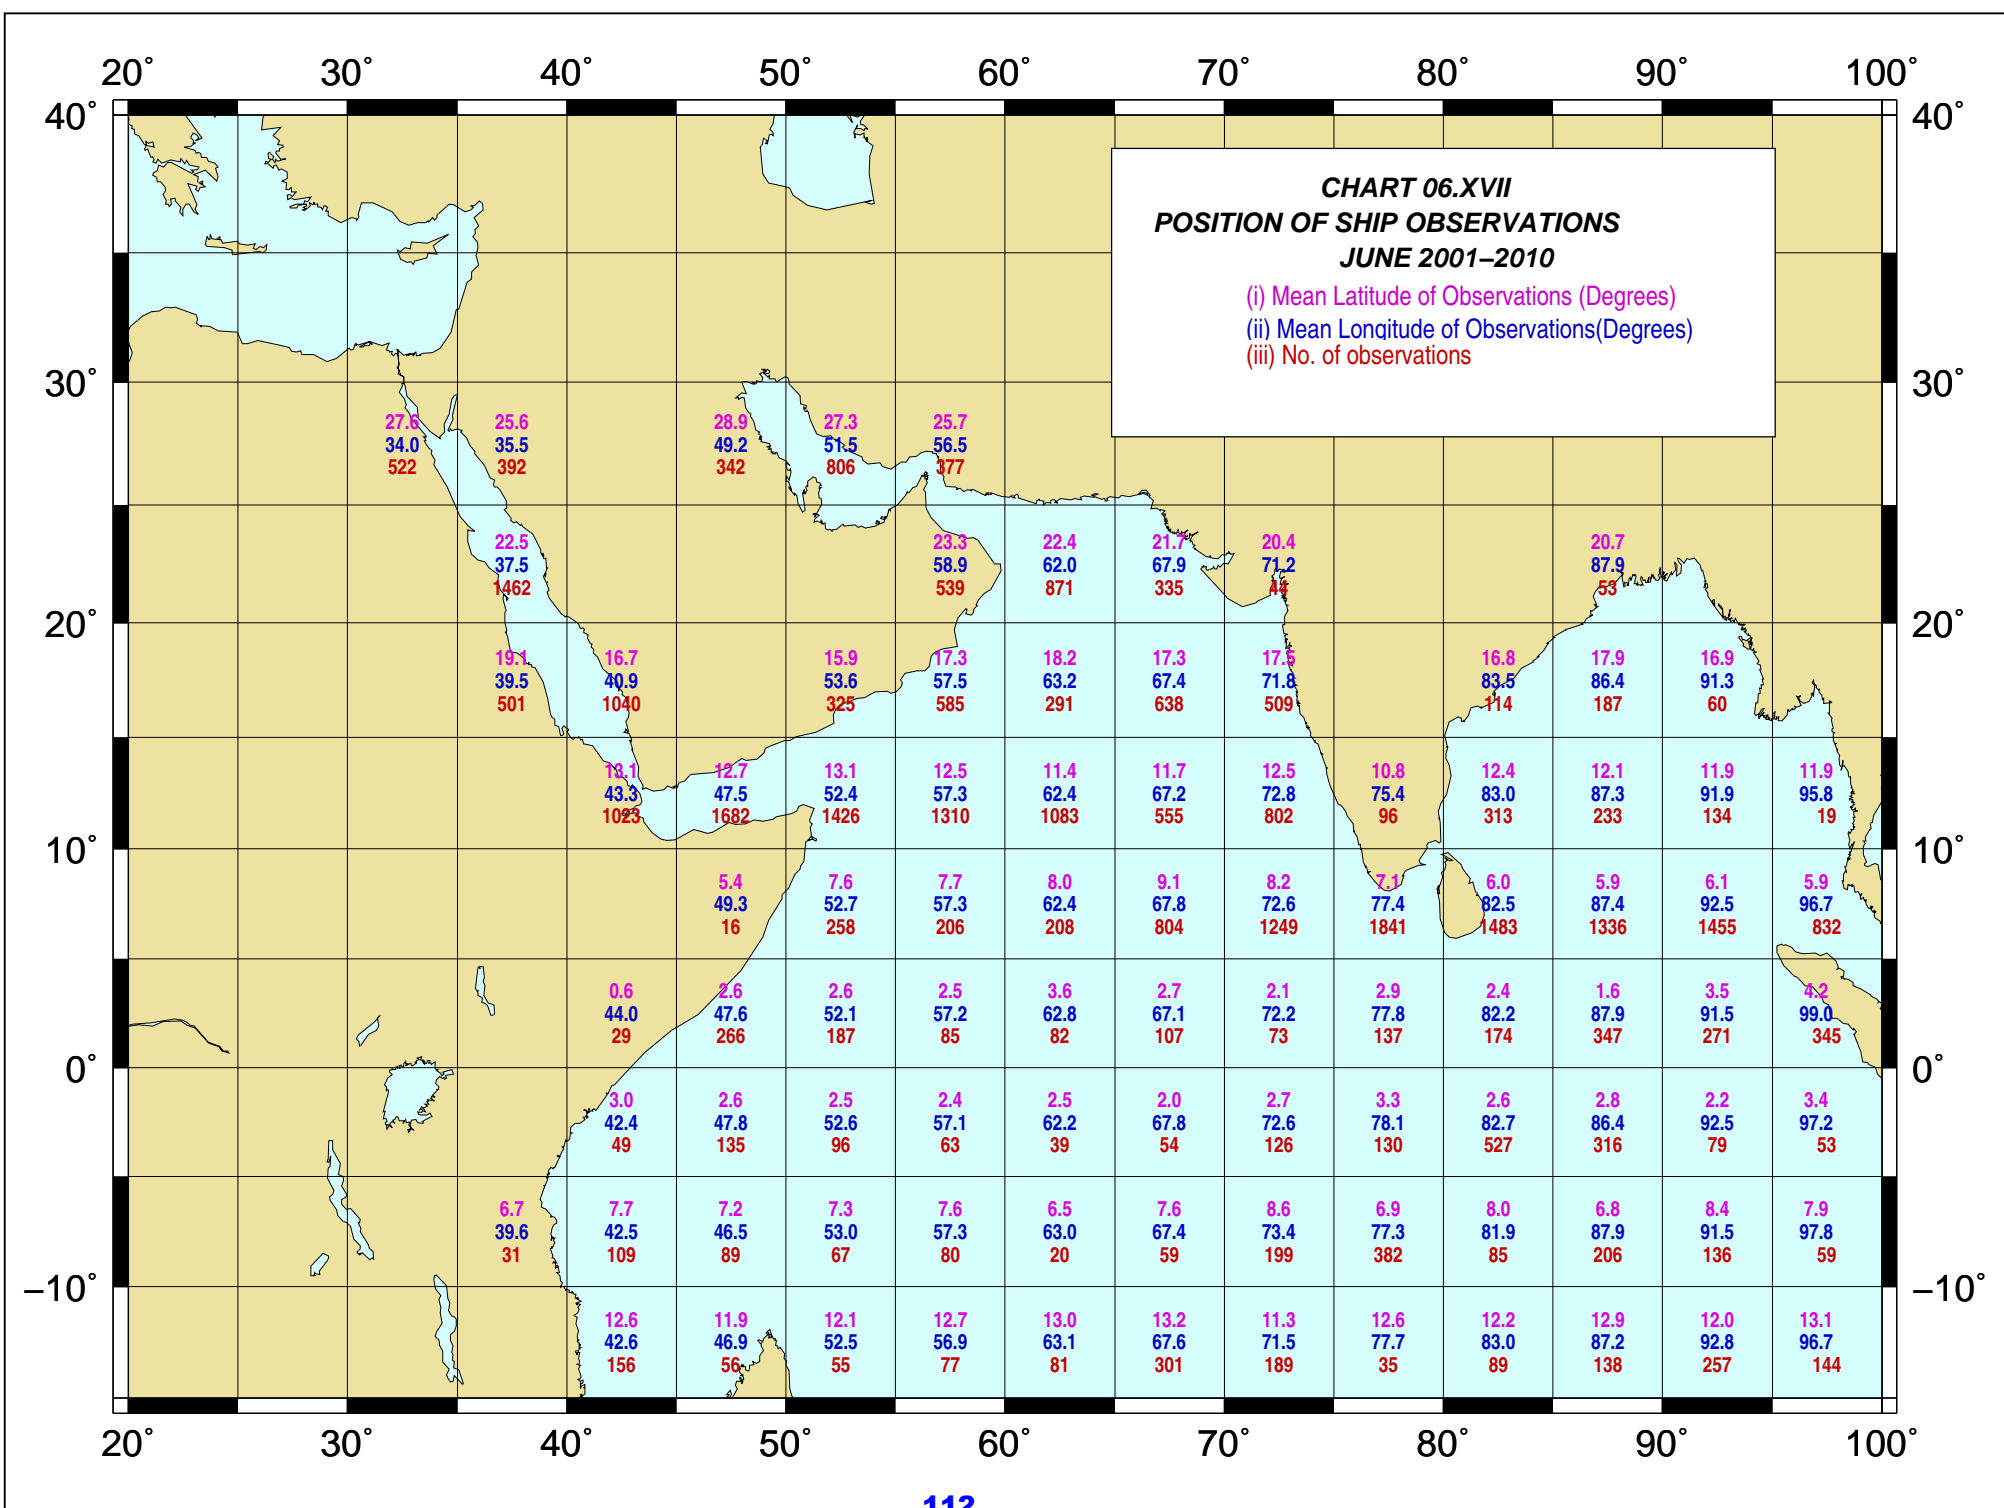 20° 30° 40° 50° 60° 70° 80° 90° 100°
40° 40°
CHART 06.XVII
POSITION OF SHIP OBSERVATIONS
JUNE 2001–2010
(i) Mean Latitude of Observations (Degrees)
(ii) Mean Longitude of Observations(Degrees)
(iii) No. of observations
30° 30°
27.6 25.6 28.9 27.3 25.7
34.0 35.5 49.2 51.5 56.5
522 392 342 806 377
22.5 23.3 22.4 21.7 20.4 20.7
37.5 58.9 62.0 67.9 71.2 87.9
1462 539 871 335 44 53
20° 20°
19.1 16.7 15.9 17.3 18.2 17.3 17.5 16.8 17.9 16.9
39.5 40.9 53.6 57.5 63.2 67.4 71.8 83.5 86.4 91.3
501 1040 325 585 291 638 509 114 187 60
13.1 12.7 13.1 12.5 11.4 11.7 12.5 10.8 12.4 12.1 11.9 11.9
43.3 47.5 52.4 57.3 62.4 67.2 72.8 75.4 83.0 87.3 91.9 95.8
1023 1682 1426 1310 1083 555 802 96 313 233 134 19
10° 10°
5.4 7.6 7.7 8.0 9.1 8.2 7.1 6.0 5.9 6.1 5.9
49.3 52.7 57.3 62.4 67.8 72.6 77.4 82.5 87.4 92.5 96.7
16 258 206 208 804 1249 1841 1483 1336 1455 832
0.6 2.6 2.6 2.5 3.6 2.7 2.1 2.9 2.4 1.6 3.5 4.2
44.0 47.6 52.1 57.2 62.8 67.1 72.2 77.8 82.2 87.9 91.5 99.0
29 266 187 85 82 107 73 137 174 347 271 345
0° 0°
3.0 2.6 2.5 2.4 2.5 2.0 2.7 3.3 2.6 2.8 2.2 3.4
42.4 47.8 52.6 57.1 62.2 67.8 72.6 78.1 82.7 86.4 92.5 97.2
49 135 96 63 39 54 126 130 527 316 79 53
6.7 7.7 7.2 7.3 7.6 6.5 7.6 8.6 6.9 8.0 6.8 8.4 7.9
39.6 42.5 46.5 53.0 57.3 63.0 67.4 73.4 77.3 81.9 87.9 91.5 97.8
31 109 89 67 80 20 59 199 382 85 206 136 59
–10° –10°
12.6 11.9 12.1 12.7 13.0 13.2 11.3 12.6 12.2 12.9 12.0 13.1
42.6 46.9 52.5 56.9 63.1 67.6 71.5 77.7 83.0 87.2 92.8 96.7
156 56 55 77 81 301 189 35 89 138 257 144
20° 30° 40° 50° 60° 70° 80° 90° 100°
112